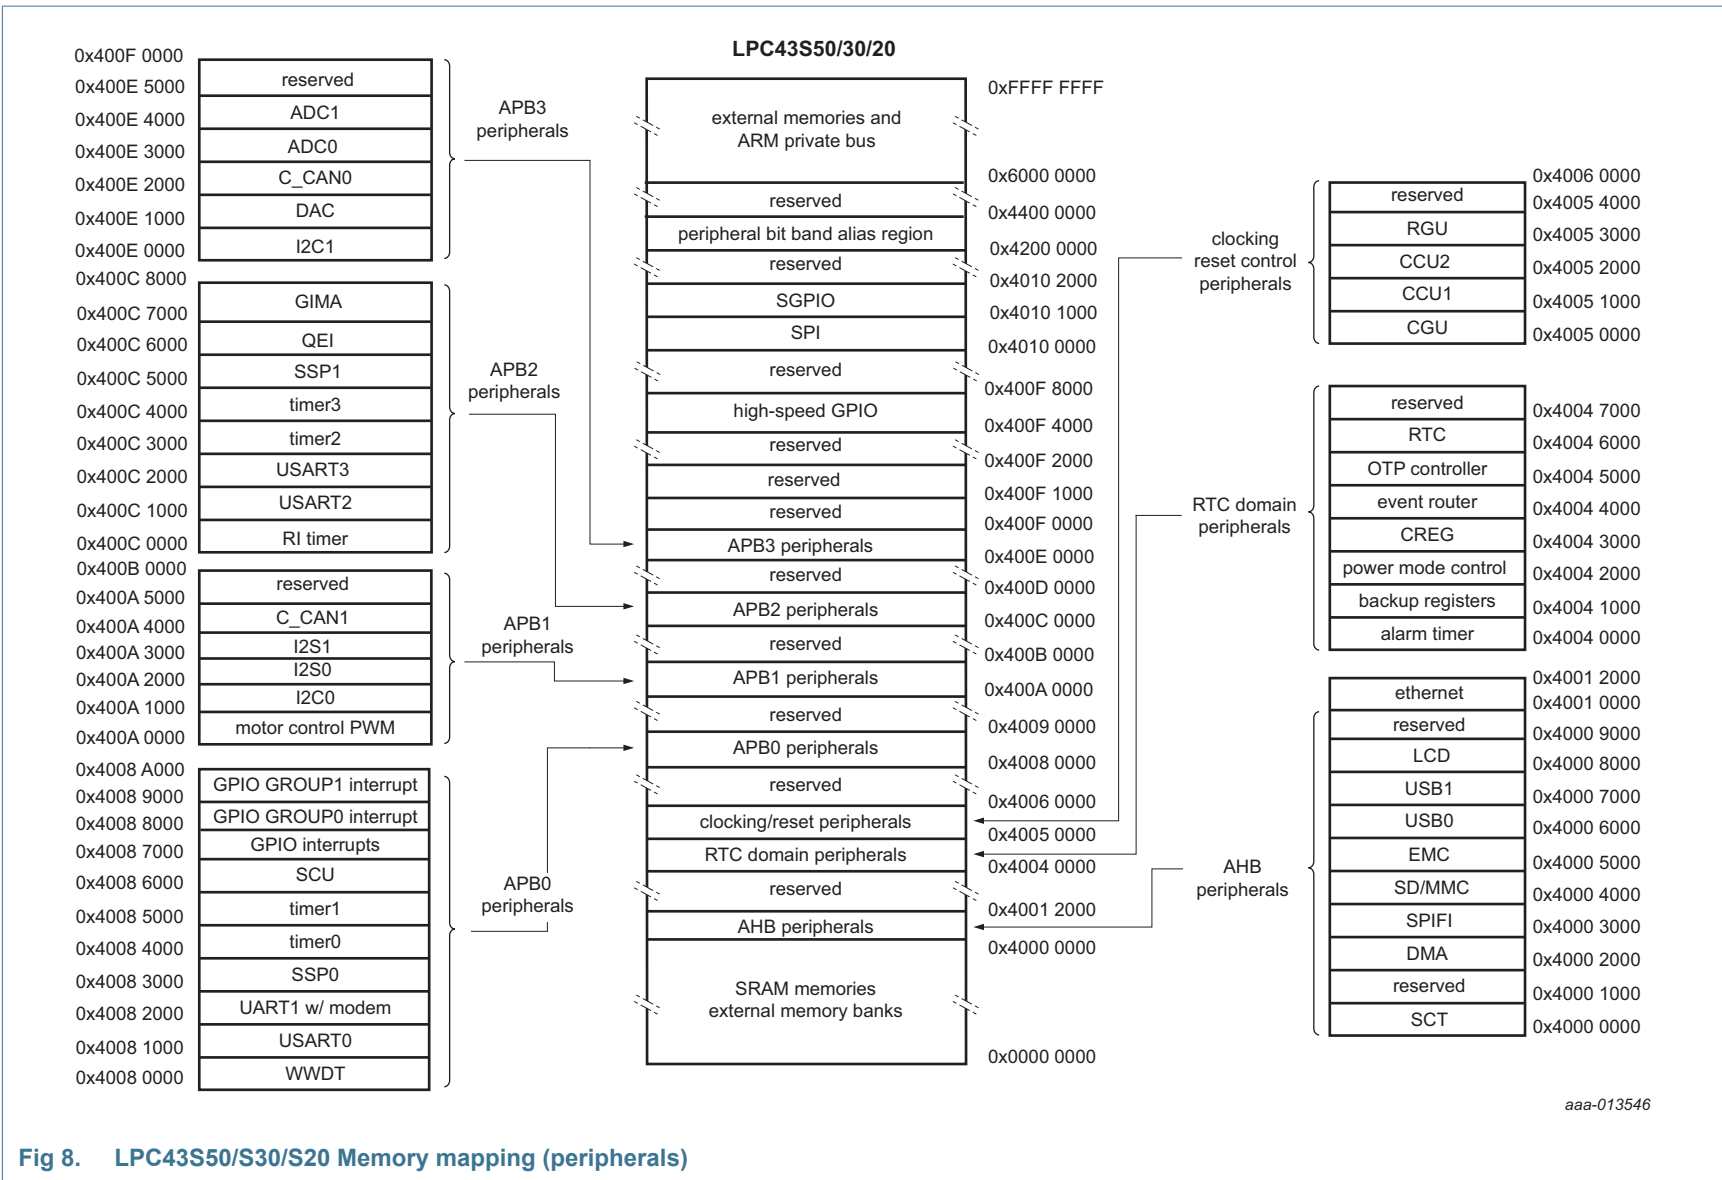 LPC43S50/30/20
0x400F 0000
reserved
0x400E 5000
ADC1
0x400E 4000
ADC0
0x400E 3000
C_CAN0
0x400E 2000
DAC
0x400E 1000
I2C1
0x400E 0000
APB3
peripherals
0x400C 8000
GIMA
0x400C 7000
QEI
0x400C 6000
SSP1
0x400C 5000
timer3
0x400C 4000
timer2
0x400C 3000
USART3
0x400C 2000
USART2
0x400C 1000
RI timer
0x400C 0000
APB2
peripherals
0x400B 0000
reserved
0x400A 5000
C_CAN1
0x400A 4000
I2S1
0x400A 3000
I2S0
0x400A 2000
I2C0
0x400A 1000
motor control PWM
0x400A 0000
APB1
peripherals
0x4008 A000
GPIO GROUP1 interrupt
0x4008 9000
GPIO GROUP0 interrupt
0x4008 8000
GPIO interrupts
0x4008 7000
SCU
0x4008 6000
timer1
0x4008 5000
timer0
0x4008 4000
SSP0
0x4008 3000
UART1 w/ modem
0x4008 2000
USART0
0x4008 1000
WWDT
0x4008 0000
APB0
peripherals
0xFFFF FFFF
external memories and
ARM private bus
0x6000 0000
reserved
0x4400 0000
peripheral bit band alias region
0x4200 0000
reserved
0x4010 2000
SGPIO
0x4010 1000
SPI
0x4010 0000
reserved
0x400F 8000
high-speed GPIO
0x400F 4000
reserved
0x400F 2000
reserved
0x400F 1000
reserved
0x400F 0000
APB3 peripherals
0x400E 0000
reserved
0x400D 0000
APB2 peripherals
0x400C 0000
reserved
0x400B 0000
APB1 peripherals
0x400A 0000
reserved
0x4009 0000
APB0 peripherals
0x4008 0000
reserved
0x4006 0000
clocking/reset peripherals
0x4005 0000
RTC domain peripherals
0x4004 0000
reserved
0x4001 2000
AHB peripherals
0x4000 0000
SRAM memories
external memory banks
0x0000 0000
clocking
reset control
peripherals
0x4006 0000
reserved
0x4005 4000
RGU
0x4005 3000
CCU2
0x4005 2000
CCU1
0x4005 1000
CGU
0x4005 0000
RTC domain
peripherals
reserved
0x4004 7000
RTC
0x4004 6000
OTP controller
0x4004 5000
event router
0x4004 4000
CREG
0x4004 3000
power mode control
0x4004 2000
backup registers
0x4004 1000
alarm timer
0x4004 0000
AHB
peripherals
0x4001 2000
ethernet
0x4001 0000
reserved
0x4000 9000
LCD
0x4000 8000
USB1
0x4000 7000
USB0
0x4000 6000
EMC
0x4000 5000
SD/MMC
0x4000 4000
SPIFI
0x4000 3000
DMA
0x4000 2000
reserved
0x4000 1000
SCT
0x4000 0000
aaa-013546
Fig 8. LPC43S50/S30/S20 Memory mapping (peripherals)